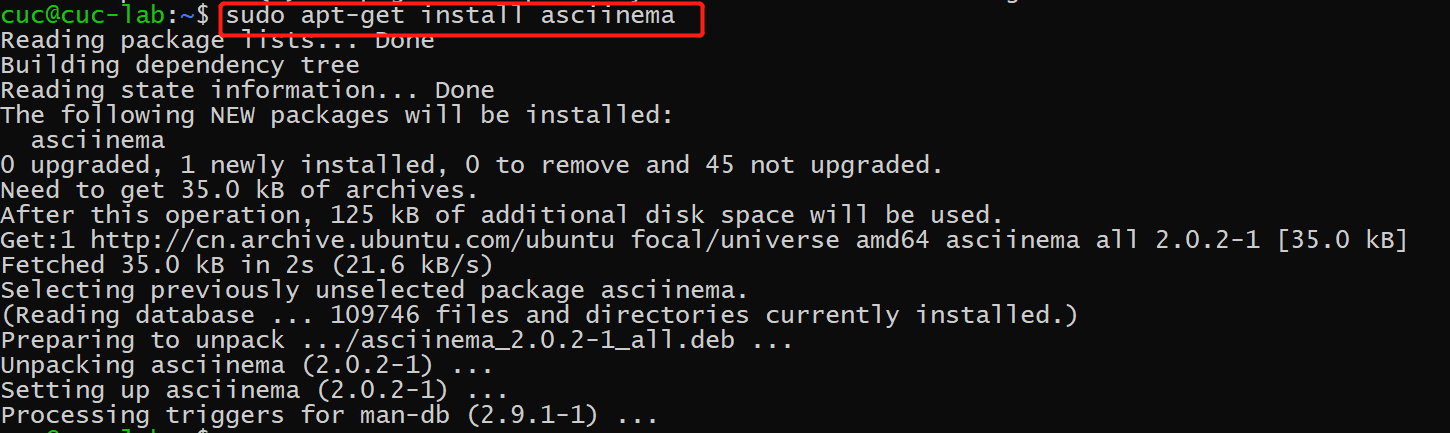 cuc@cuc-lab:~$ sudo apt-get install asciinema
Reading package lists... Done
Building dependency tree
Reading state information... Done
The following NEW packages will be installed:
  asciinema
0 upgraded, 1 newly installed, 0 to remove and 45 not upgraded.
Need to get 35.0 kB of archives.
After this operation, 125 kB of additional disk space will be used.
Get:1 http://cn.archive.ubuntu.com/ubuntu focal/universe amd64 asciinema all 2.0.2-1 [35.0 kB]
Fetched 35.0 kB in 2s (21.6 kB/s)
Selecting previously unselected package asciinema.
(Reading database ... 109746 files and directories currently installed.)
Preparing to unpack .../asciinema_2.0.2-1_all.deb ...
Unpacking asciinema (2.0.2-1) ...
Setting up asciinema (2.0.2-1) ...
Processing triggers for man-db (2.9.1-1) ...